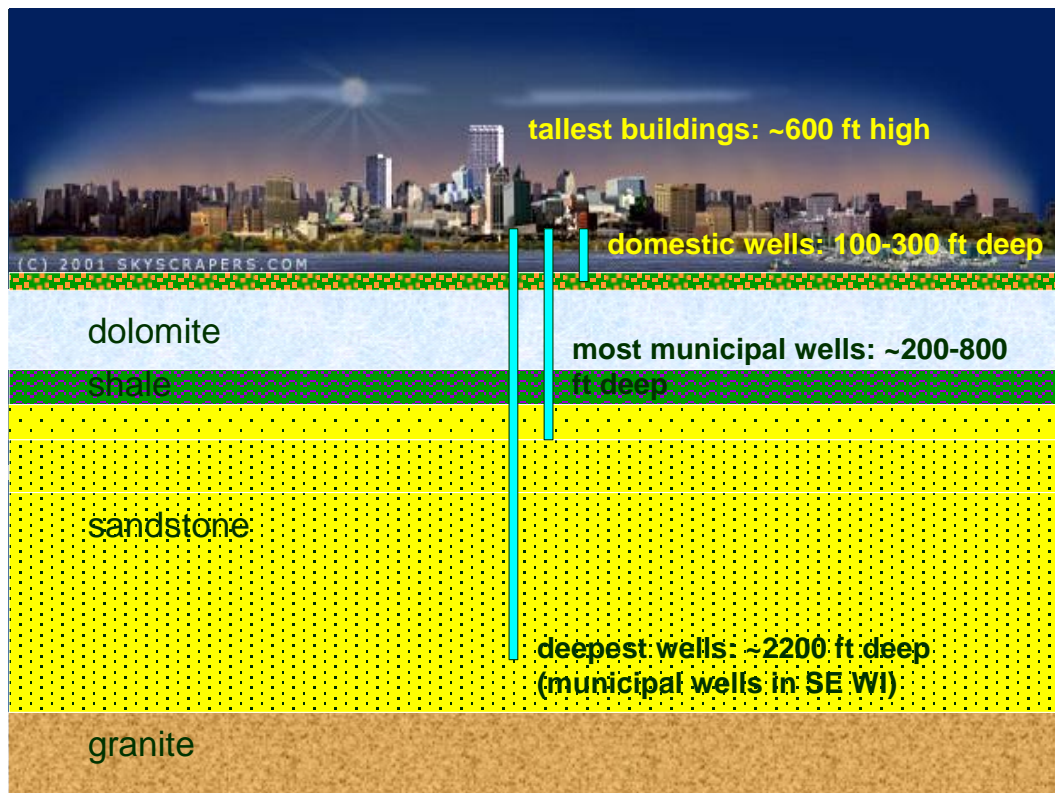 tallest buildings: ~600 ft high
domestic wells: 100-300 ft deep
(C) 2001 SKYSCRAPERS.COM
dolomite
most municipal wells: ~200-800
ft deep
shale
sandstone
deepest wells: ~2200 ft deep
(municipal wells in SE WI)
granite